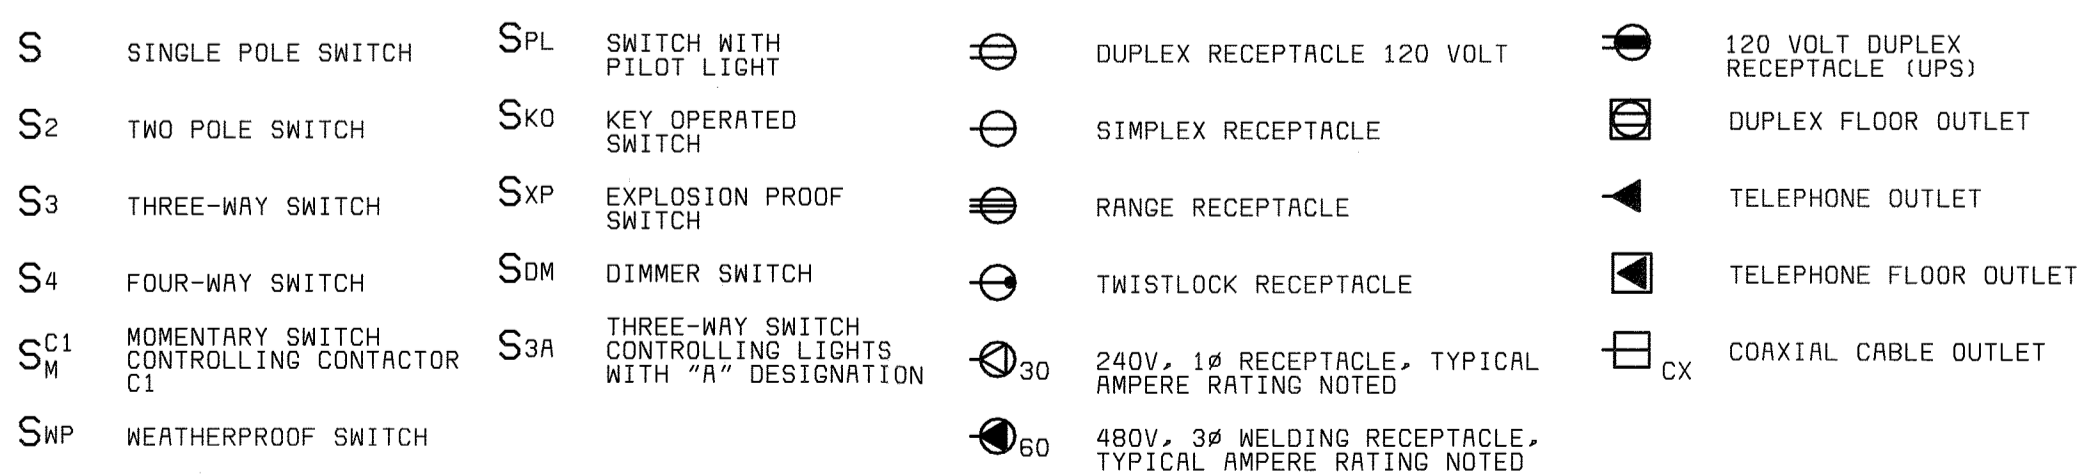 S SINGLE POLE SWITCH
S2 TWO POLE SWITCH
S3 THREE-WAY SWITCH
S4 FOUR-WAY SWITCH
S C1 M MOMENTARY SWITCH
CONTROLLING CONTACTOR
C1
SWP WEATHERPROOF SWITCH
SPL SWITCH WITH
PILOT LIGHT
SKO KEY OPERATED
SWITCH
SXP EXPLOSION PROOF
SWITCH
SDM DIMMER SWITCH
S3A THREE-WAY SWITCH
CONTROLLING LIGHTS
WITH "A" DESIGNATION
DUPLEX RECEPTACLE 120 VOLT
SIMPLEX RECEPTACLE
RANGE RECEPTACLE
TWISTLOCK RECEPTACLE
30 240V, 1Ø RECEPTACLE, TYPICAL
AMPERE RATING NOTED
60 480V, 3Ø WELDING RECEPTACLE,
TYPICAL AMPERE RATING NOTED
120 VOLT DUPLEX
RECEPTACLE (UPS)
DUPLEX FLOOR OUTLET
TELEPHONE OUTLET
TELEPHONE FLOOR OUTLET
CX COAXIAL CABLE OUTLET